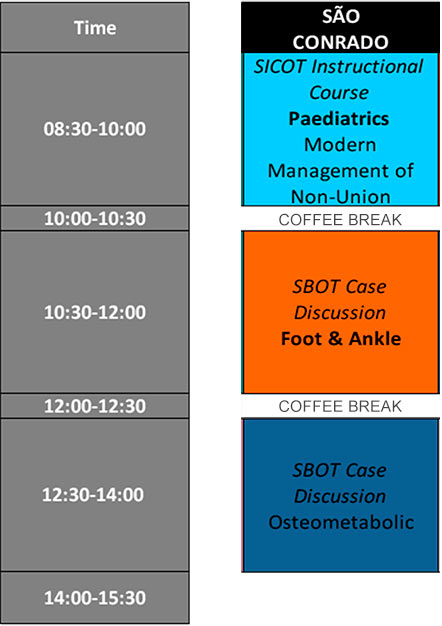 Time
SÃO
CONRADO
08:30-10:00
SICOT Instructional
Course
Paediatrics
Modern
Management of
Non-Union
10:00-10:30
COFFEE BREAK
10:30-12:00
SBOT Case
Discussion
Foot & Ankle
12:00-12:30
COFFEE BREAK
12:30-14:00
SBOT Case
Discussion
Osteometabolic
14:00-15:30